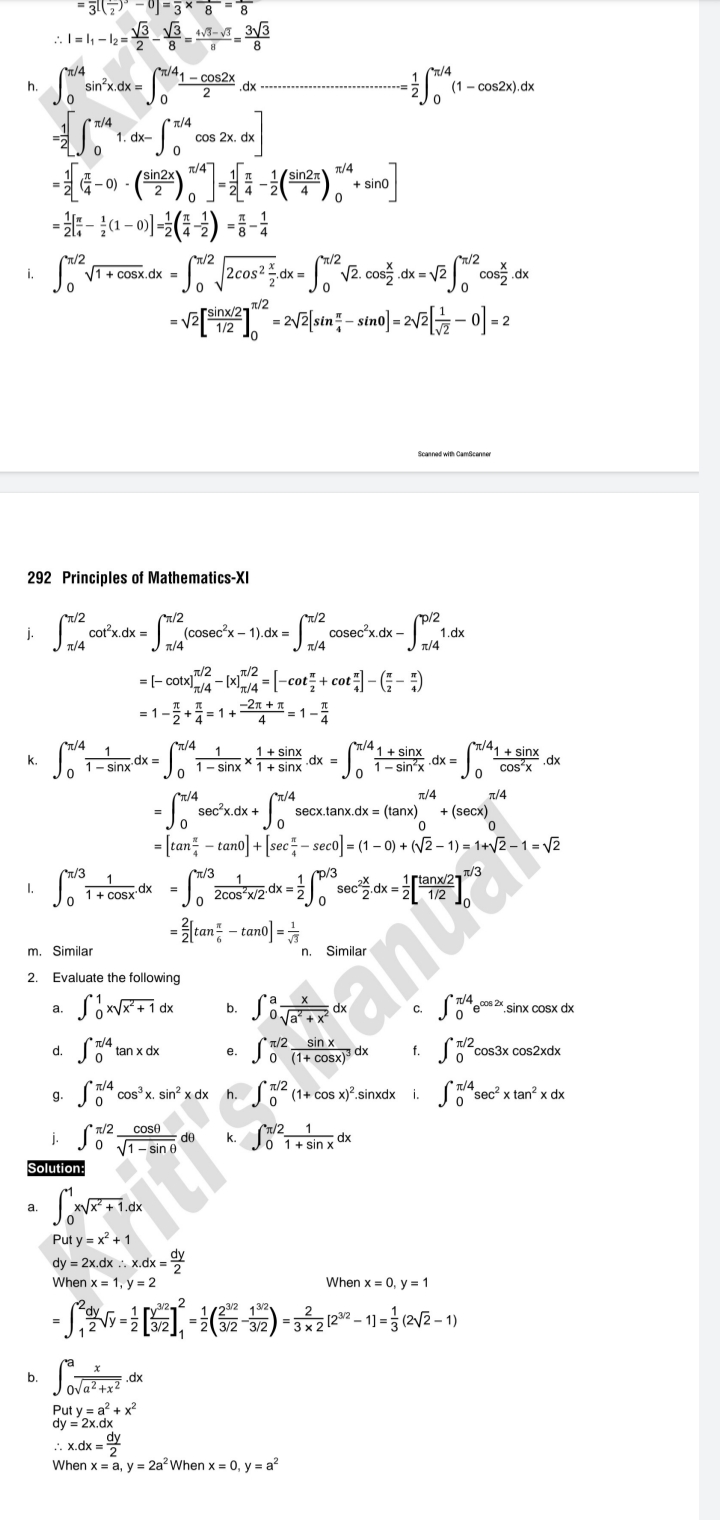 = 1/3[(√3/2)³ – 0] = 1/3 × 8 = 8
∴ I = I₁ – I₂ = √3/2 – √3/8 = (4√3–√3)/8 = 3√3/8
h. ∫₀^(π/4) sin²x.dx = ∫₀^(π/4) (1 – cos2x)/2 .dx ---------------------------------- = 1/2 ∫₀^(π/4) (1 – cos2x).dx
= 1/2[∫₀^(π/4) 1. dx– ∫₀^(π/4) cos 2x. dx]
= 1/2[(π/4 – 0) - (sin2x/2)₀^(π/4)] = 1/2[π/4 – 1/2(sin2π/4)₀^(π/4) + sin0]
= 1/2[π/4 – 1/2(1 – 0)] = 1/2(π/4 – 1/2) = π/8 – 1/4
i. ∫₀^(π/2) √(1 + cosx).dx = ∫₀^(π/2) √(2cos² x/2).dx = ∫₀^(π/2) √2. cos x/2 .dx = √2 ∫₀^(π/2) cos x/2 .dx
= √2[(sinx/2)/(1/2)]₀^(π/2) = 2√2[sin π/4 – sin0] = 2√2[1/√2 – 0] = 2
Scanned with CamScanner
292 Principles of Mathematics-XI
j. ∫_(π/4)^(π/2) cot²x.dx = ∫_(π/4)^(π/2) (cosec²x – 1).dx = ∫_(π/4)^(π/2) cosec²x.dx – ∫_(π/4)^(p/2) 1.dx
= [– cotx]_(π/4)^(π/2) – [x]_(π/4)^(π/2) = [–cot π/2 + cot π/4] – (π/2 – π/4)
= 1 – π/2 + π/4 = 1 + (–2π + π)/4 = 1 – π/4
k. ∫₀^(π/4) 1/(1 – sinx).dx = ∫₀^(π/4) 1/(1 – sinx) × (1 + sinx)/(1 + sinx) .dx = ∫₀^(π/4) (1 + sinx)/(1 – sin²x) .dx = ∫₀^(π/4) (1 + sinx)/cos²x .dx
= ∫₀^(π/4) sec²x.dx + ∫₀^(π/4) secx.tanx.dx = (tanx)₀^(π/4) + (secx)₀^(π/4)
= [tan π/4 – tan0] + [sec π/4 – sec0] = (1 – 0) + (√2 – 1) = 1+√2 – 1 = √2
l. ∫₀^(π/3) 1/(1 + cosx).dx = ∫₀^(π/3) 1/(2cos²x/2).dx = 1/2 ∫₀^(p/3) sec² x/2.dx = 1/2[(tanx/2)/(1/2)]₀^(π/3)
= 2/2[tan π/6 – tan0] = 1/√3
m. Similar n. Similar
2. Evaluate the following
a. ∫₀¹ x√(x² + 1) dx b. ∫₀^a x/√(a² + x²) dx c. ∫₀^(π/4) e^(cos 2x).sinx cosx dx
d. ∫₀^(π/4) tan x dx e. ∫₀^(π/2) sin x/(1+ cosx)³ dx f. ∫₀^(π/2) cos3x cos2xdx
g. ∫₀^(π/4) cos³ x. sin² x dx h. ∫₀^(π/2) (1+ cos x)².sinxdx i. ∫₀^(π/4) sec² x tan² x dx
j. ∫₀^(π/2) cosθ/√(1 – sin θ) dθ k. ∫₀^(π/2) 1/(1 + sin x) dx
Solution:
a. ∫₀¹ x√(x² + 1).dx
Put y = x² + 1
dy = 2x.dx ∴ x.dx = dy/2
When x = 1, y = 2 When x = 0, y = 1
= ∫₁² dy/2 √y = 1/2 [y^(3/2)/(3/2)]₁² = 1/2(2^(3/2)/(3/2) – 1^(3/2)/(3/2)) = 2/(3 × 2) [2^(3/2) – 1] = 1/3 (2√2 – 1)
b. ∫₀^a x/√(a²+x²) .dx
Put y = a² + x²
dy = 2x.dx
∴ x.dx = dy/2
When x = a, y = 2a² When x = 0, y = a²
Kriti's Manual